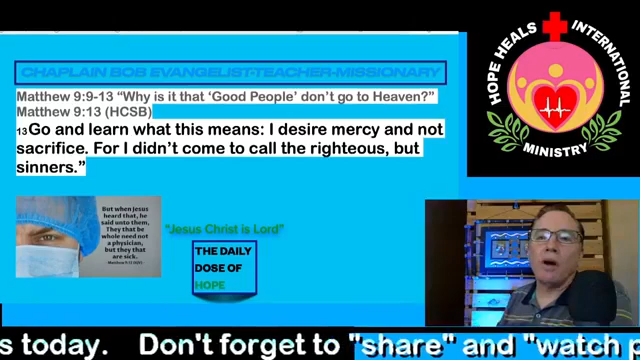 CHAPLAIN BOB EVANGELIST-TEACHER-MISSIONARY
Matthew 9:9-13 “Why is it that ‘Good People’ don’t go to Heaven?”
Matthew 9:13 (HCSB)
13Go and learn what this means: I desire mercy and not
sacrifice. For I didn’t come to call the righteous, but
sinners.”
But when Jesus
heard that, he
said unto them,
They that be
whole need not
a physician,
but they that
are sick.
"Jesus Christ is Lord"
THE DAILY
DOSE OF
HOPE
HOPE HEALS INTERNATIONAL
MINISTRY
s today. Don't forget to "share" and "watch p